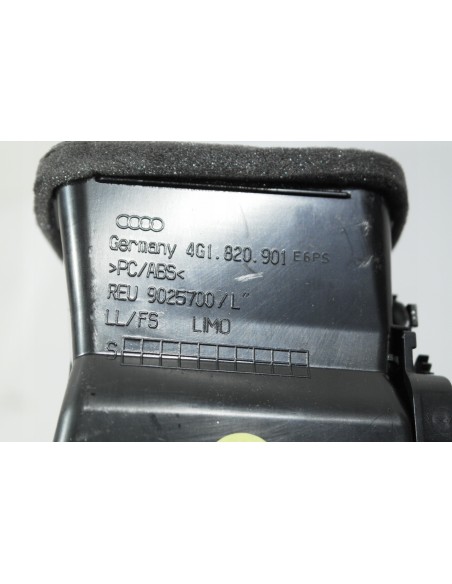 Germany 4G1.820.901 E6PS
>PC/ABS<
REU 9025700/L"
LL/FS LIMO
S